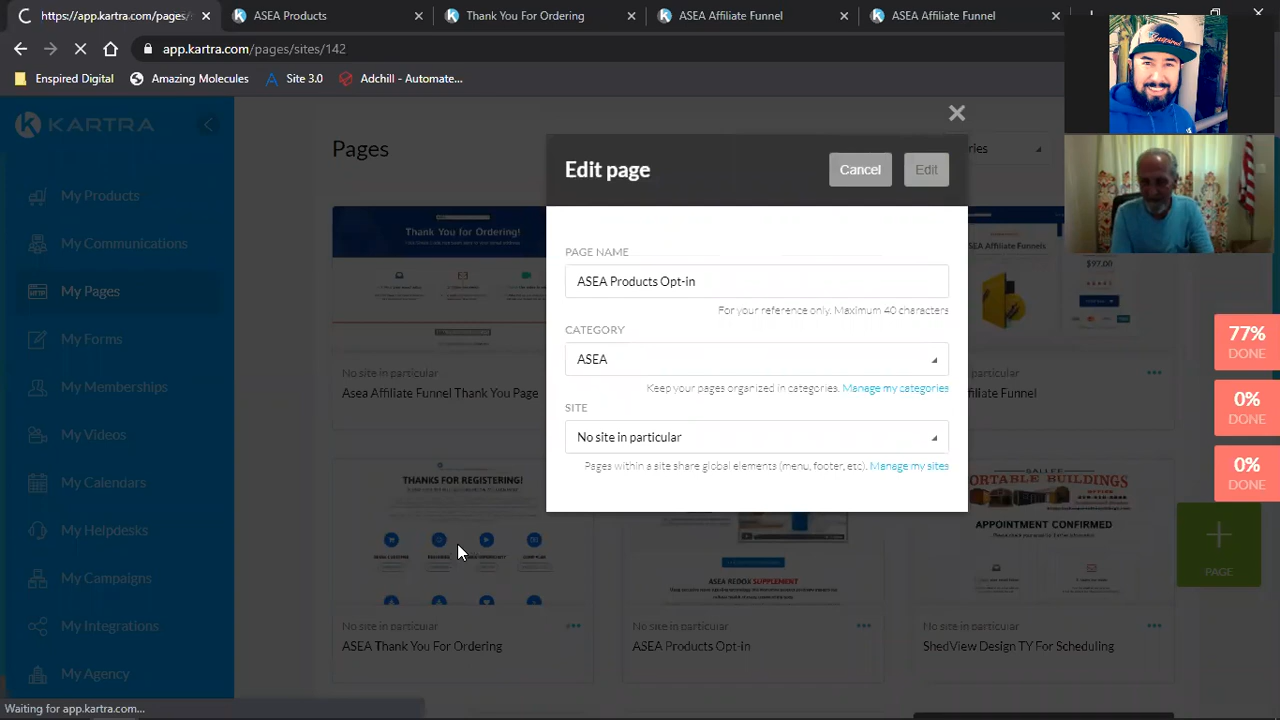 https://app.kartra.com/pages/s
ASEA Products
Thank You For Ordering
ASEA Affiliate Funnel
ASEA Affiliate Funnel
app.kartra.com/pages/sites/142
Enspired Digital
Amazing Molecules
Site 3.0
Adchill - Automate...
KARTRA
My Products
My Communications
My Pages
My Forms
My Memberships
My Videos
My Calendars
My Helpdesks
My Campaigns
My Integrations
My Agency
Pages
ries
Edit page
Cancel
Edit
PAGE NAME
ASEA Products Opt-in
For your reference only. Maximum 40 characters
CATEGORY
ASEA
Keep your pages organized in categories. Manage my categories
SITE
No site in particular
Pages within a site share global elements (menu, footer, etc). Manage my sites
Thank You for Ordering!
Affiliate Funnels
$97.00
No site in particular
Asea Affiliate Funnel Thank You Page
particular
ffiliate Funnel
THANKS FOR REGISTERING!
No site in particular
ASEA Thank You For Ordering
ASEA REDOX SUPPLEMENT
No site in particular
ASEA Products Opt-in
SALLEE
PORTABLE BUILDINGS
APPOINTMENT CONFIRMED
No site in particular
ShedView Design TY For Scheduling
77%
DONE
0%
DONE
0%
DONE
PAGE
Waiting for app.kartra.com...